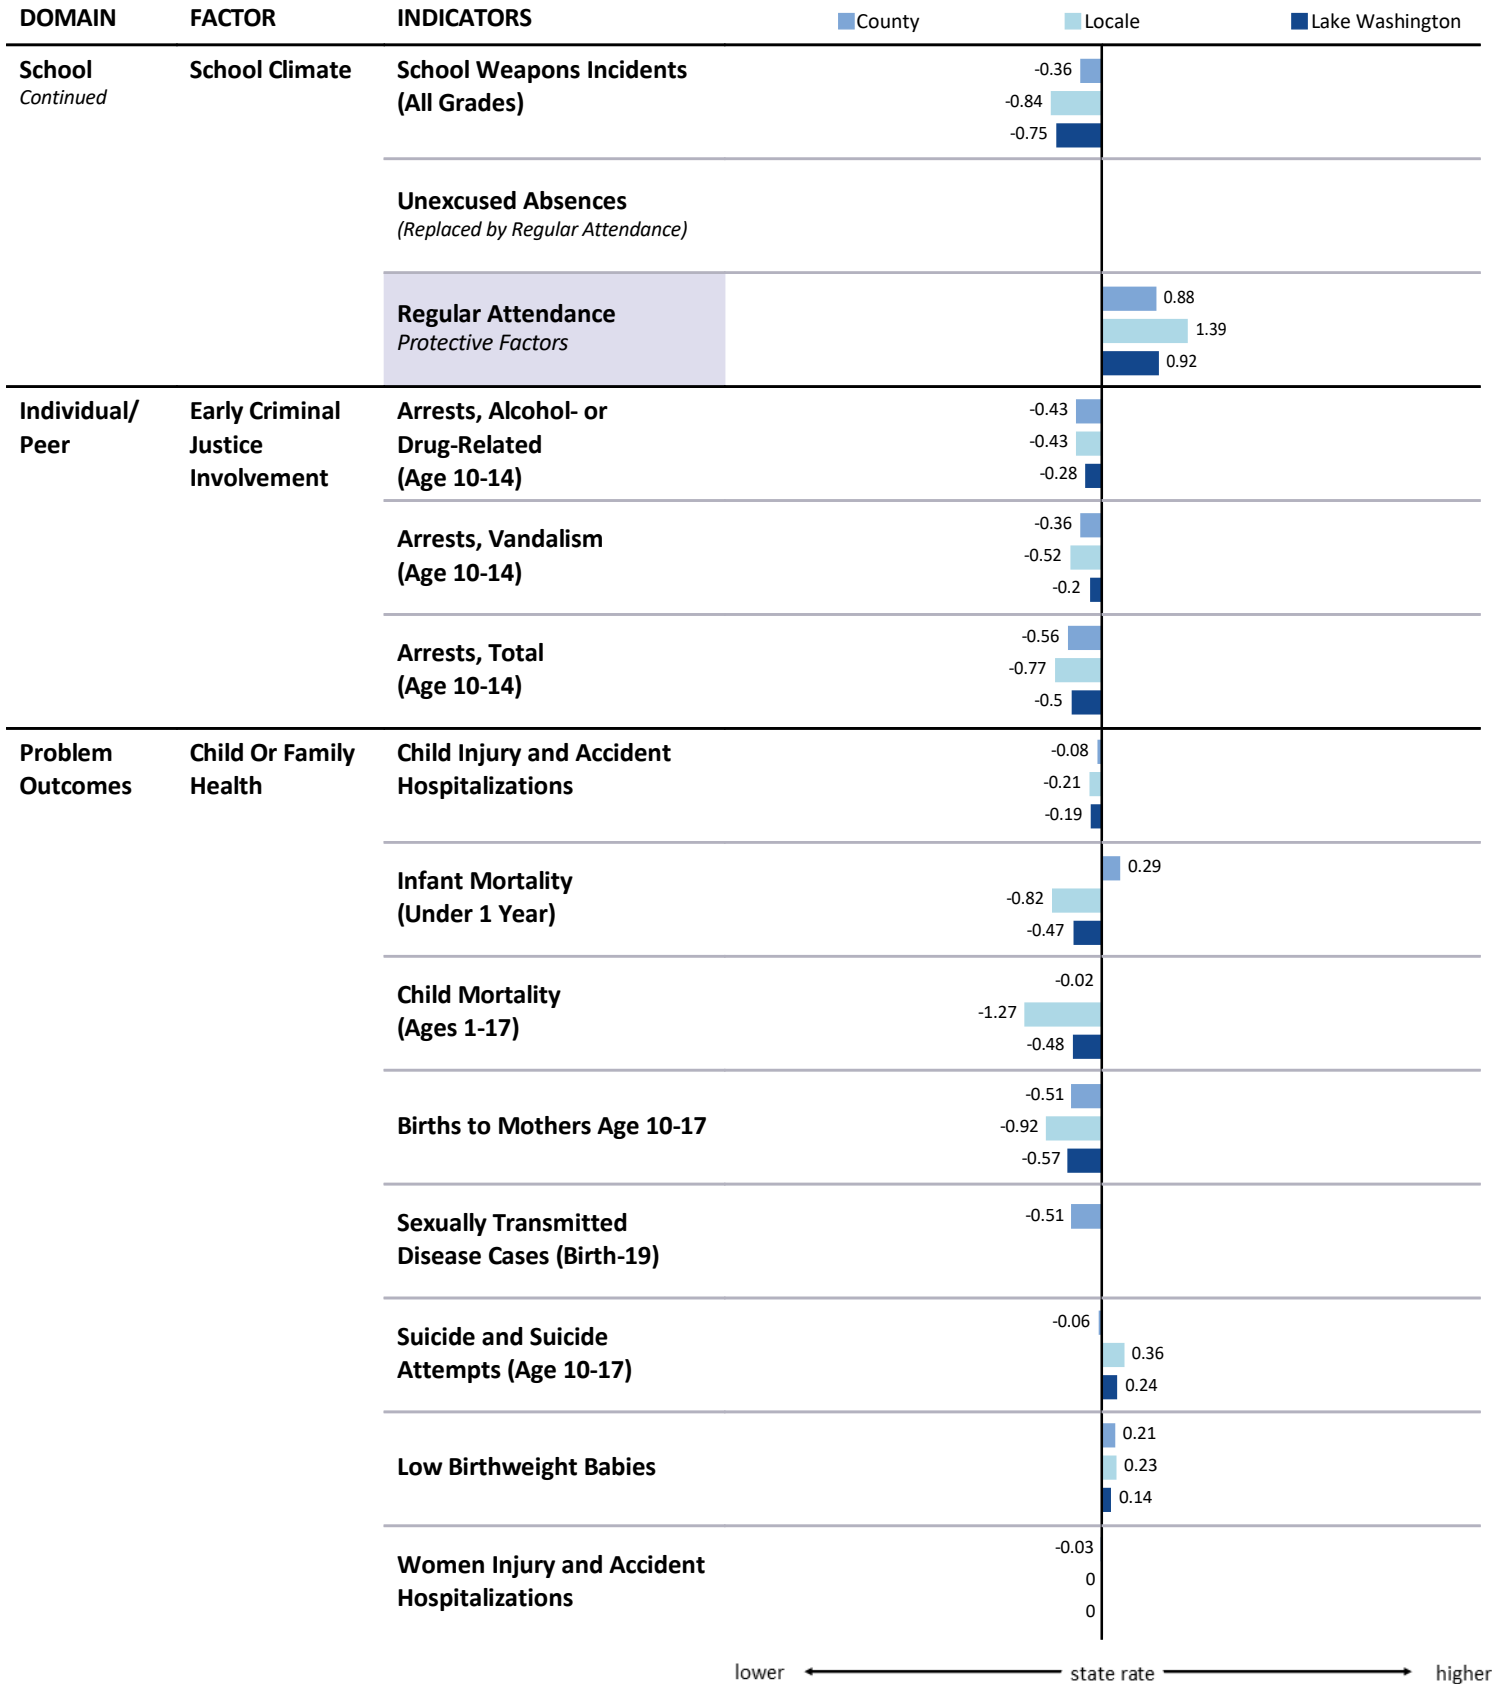 DOMAIN FACTOR INDICATORS County Locale Lake Washington
School School Climate School Weapons Incidents
Continued (All Grades)
-0.36
-0.84
-0.75
Unexcused Absences
(Replaced by Regular Attendance)
Regular Attendance
Protective Factors
0.88
1.39
0.92
Individual/ Early Criminal Arrests, Alcohol- or
Peer Justice Drug-Related
Involvement (Age 10-14)
-0.43
-0.43
-0.28
Arrests, Vandalism
(Age 10-14)
-0.36
-0.52
-0.2
Arrests, Total
(Age 10-14)
-0.56
-0.77
-0.5
Problem Child Or Family Child Injury and Accident
Outcomes Health Hospitalizations
-0.08
-0.21
-0.19
Infant Mortality
(Under 1 Year)
0.29
-0.82
-0.47
Child Mortality
(Ages 1-17)
-0.02
-1.27
-0.48
Births to Mothers Age 10-17
-0.51
-0.92
-0.57
Sexually Transmitted
Disease Cases (Birth-19)
-0.51
Suicide and Suicide
Attempts (Age 10-17)
-0.06
0.36
0.24
Low Birthweight Babies
0.21
0.23
0.14
Women Injury and Accident
Hospitalizations
-0.03
0
0
lower state rate higher